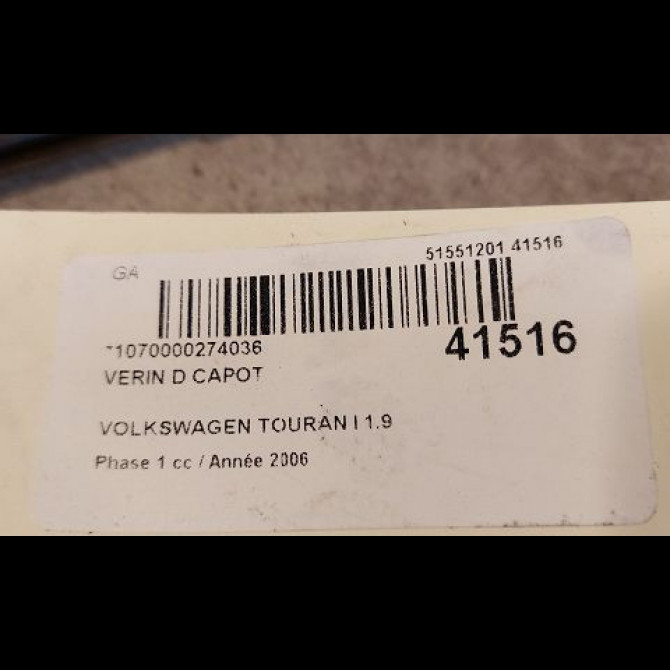 GA
51551201 41516
-1070000274036
41516
VERIN D CAPOT
VOLKSWAGEN TOURAN I 1.9
Phase 1 cc / Année 2006